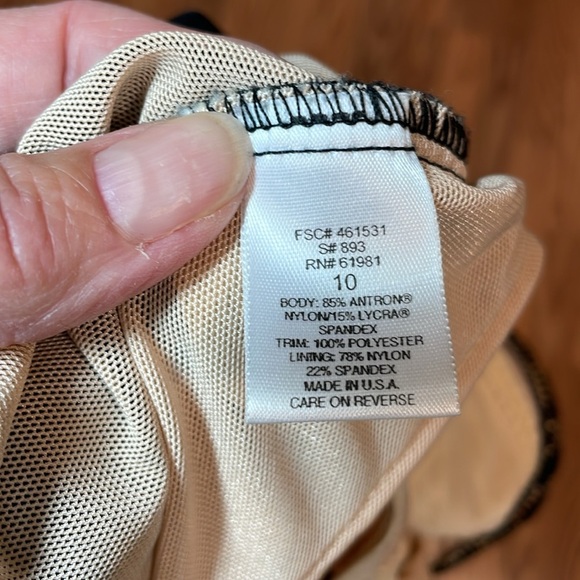 FSC# 461531
S# 893
RN# 61981
10
BODY: 85% ANTRON®
NYLON/15% LYCRA®
SPANDEX
TRIM: 100% POLYESTER
LINING: 78% NYLON
22% SPANDEX
MADE IN U.S.A.
CARE ON REVERSE